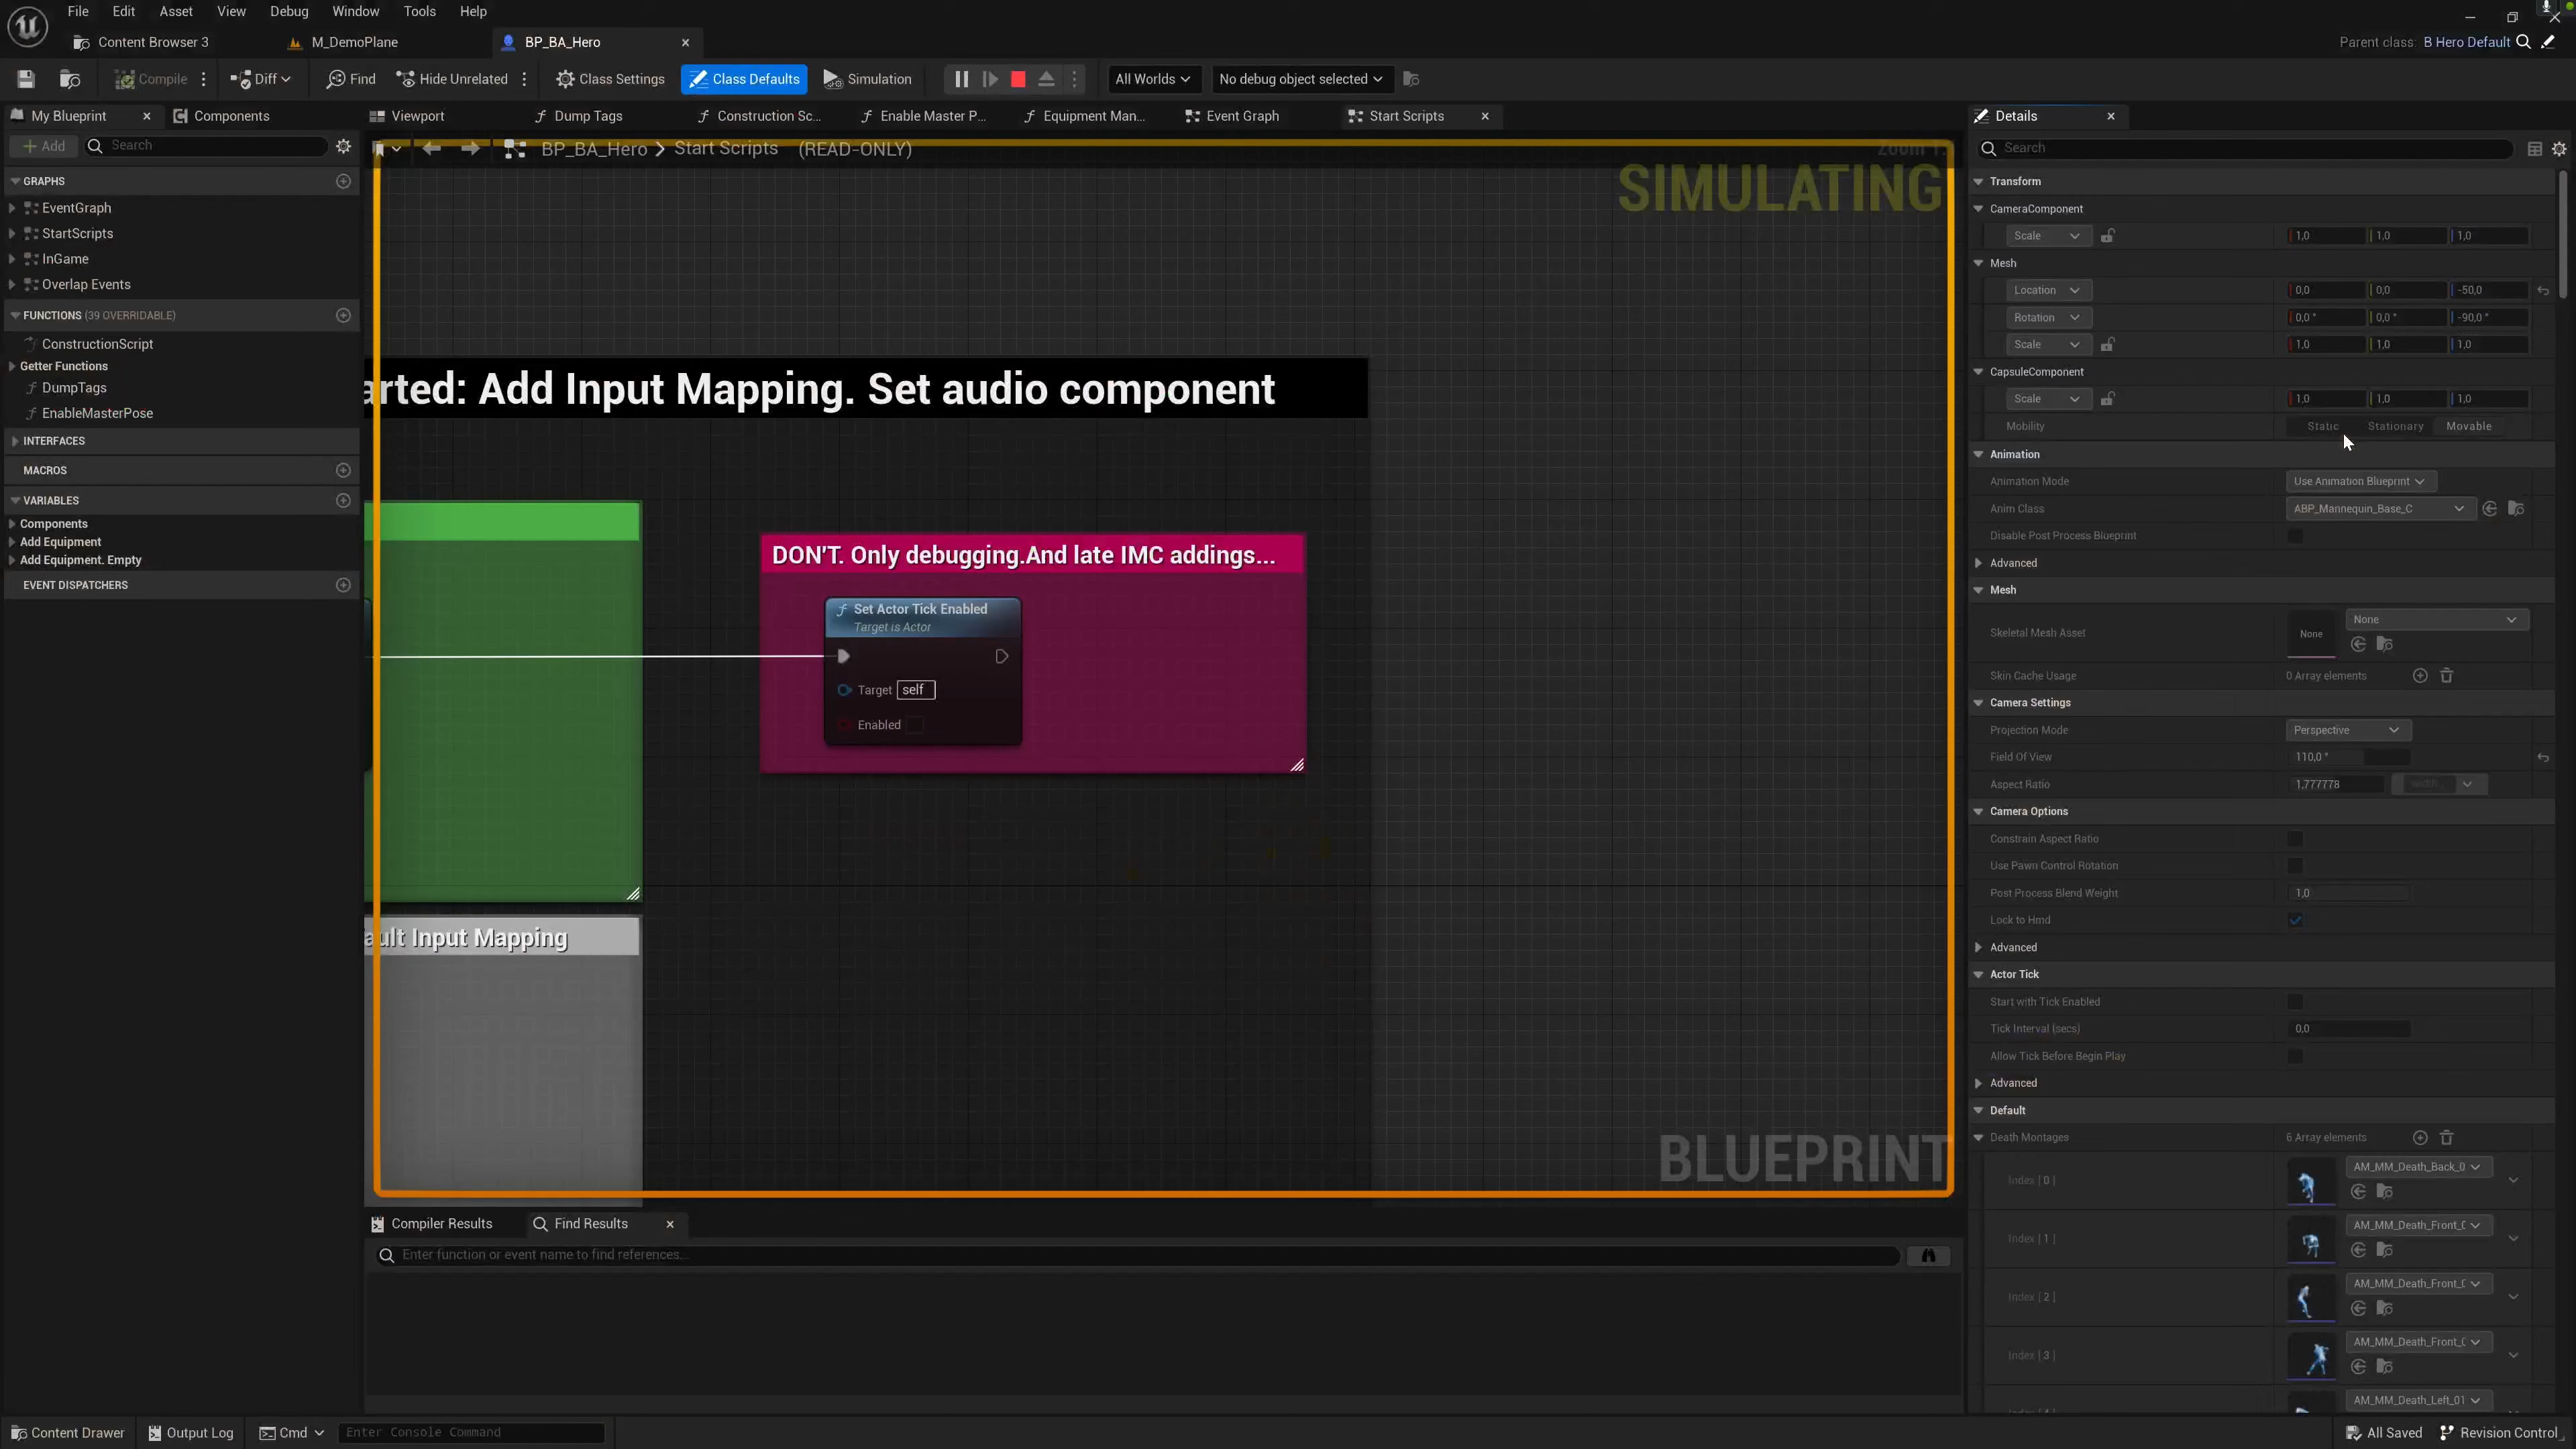 File Edit Asset View Debug Window Tools Help
Content Browser 3
M_DemoPlane
BP_BA_Hero
Parent class: B Hero Default
Compile
Diff
Find
Hide Unrelated
Class Settings
Class Defaults
Simulation
All Worlds
No debug object selected
My Blueprint
Components
Viewport
Dump Tags
Construction Sc...
Enable Master P...
Equipment Man...
Event Graph
Start Scripts
Details
Add
Search
BP_BA_Hero > Start Scripts (READ-ONLY)
Search
SIMULATING
GRAPHS
EventGraph
StartScripts
InGame
Overlap Events
FUNCTIONS (39 OVERRIDABLE)
ConstructionScript
Getter Functions
DumpTags
EnableMasterPose
INTERFACES
MACROS
VARIABLES
Components
Add Equipment
Add Equipment. Empty
EVENT DISPATCHERS
arted: Add Input Mapping. Set audio component
DON'T. Only debugging.And late IMC addings...
Set Actor Tick Enabled
Target is Actor
Target self
Enabled
ault Input Mapping
BLUEPRINT
Transform
CameraComponent
Scale 1,0 1,0 1,0
Mesh
Location 0,0 0,0 -50,0
Rotation 0,0 ° 0,0 ° -90,0 °
Scale 1,0 1,0 1,0
CapsuleComponent
Scale 1,0 1,0 1,0
Mobility Static Stationary Movable
Animation
Animation Mode Use Animation Blueprint
Anim Class ABP_Mannequin_Base_C
Disable Post Process Blueprint
Advanced
Mesh
Skeletal Mesh Asset None None
Skin Cache Usage 0 Array elements
Camera Settings
Projection Mode Perspective
Field Of View 110,0 °
Aspect Ratio 1,777778
Camera Options
Constrain Aspect Ratio
Use Pawn Control Rotation
Post Process Blend Weight 1,0
Lock to Hmd
Advanced
Actor Tick
Start with Tick Enabled
Tick Interval (secs) 0,0
Allow Tick Before Begin Play
Advanced
Default
Death Montages 6 Array elements
Index [ 0 ] AM_MM_Death_Back_0
Index [ 1 ] AM_MM_Death_Front_0
Index [ 2 ] AM_MM_Death_Front_0
Index [ 3 ] AM_MM_Death_Front_0
AM_MM_Death_Left_01
Compiler Results
Find Results
Enter function or event name to find references...
Content Drawer
Output Log
Cmd
Enter Console Command
All Saved
Revision Control